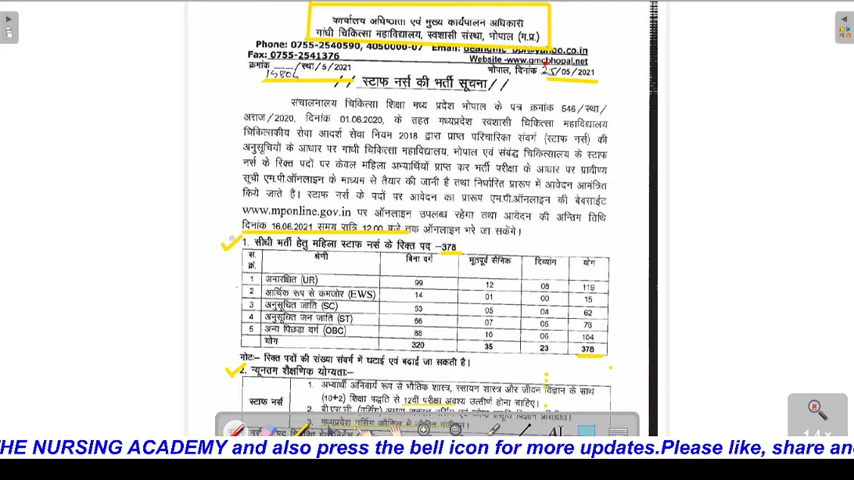 कार्यालय अधिष्ठाता एवं मुख्य कार्यपालन अधिकारी
गांधी चिकित्सा महाविद्यालय, स्वशासी संस्था, भोपाल (म.प्र.)
Phone: 0755-2540590, 4050000-07 Email:
Fax: 0755-2541376 Website -www.gmcbhopal.net
क्रमांक /स्था/5/2021 भोपाल, दिनांक 25/05/2021
// स्टाफ नर्स की भर्ती सूचना //
संचालनालय चिकित्सा शिक्षा मध्य प्रदेश भोपाल के पत्र क्रमांक 546/स्था/
अराज/2020, दिनांक 01.06.2020, के तहत मध्यप्रदेश स्वशासी चिकित्सा महाविद्यालय
चिकित्सकीय सेवा आदर्श सेवा नियम 2018 द्वारा प्राप्त परिचारिका संवर्ग (स्टाफ नर्स) की
अनुसूचियों के आधार पर गांधी चिकित्सा महाविद्यालय, भोपाल एवं संबंद्ध चिकित्सालय के स्टाफ
नर्स के रिक्त पदों पर केवल महिला अभ्यार्थियों प्राप्त कर भर्ती परीक्षा के आधार पर प्रावीण्य
सूची एम.पी.ऑनलाइन के माध्यम से तैयार की जानी है तथा निर्धारित प्रारूप में आवेदन आमंत्रित
किये जाते है। स्टाफ नर्स के पदों पर आवेदन का प्रारूप एम.पी.ऑनलाइन की बेबसाईट
www.mponline.gov.in पर ऑनलाइन उपलब्ध रहेगा तथा आवेदन की अन्तिम तिथि
दिनांक 16.06.2021 समय रात्रि 12.00 बजे तक ऑनलाइन भरे जा सकेंगे।
1. सीधी भर्ती हेतु महिला स्टाफ नर्स के रिक्त पद -378
स. क्रं. श्रेणी बिना वर्ग भूतपूर्व सैनिक दिव्यांग योग
1 अनारक्षित (UR) 99 12 08 119
2 आर्थिक रूप से कमजोर (EWS) 14 01 00 15
3 अनुसूचित जाति (SC) 53 05 04 62
4 अनुसूचित जन जाति (ST) 66 07 05 78
5 अन्य पिछड़ा वर्ग (OBC) 88 10 06 104
योग 320 35 23 378
नोटः- रिक्त पदों की संख्या संवर्ग में घटाई एवं बढाई जा सकती है।
2. न्यूनतम शैक्षणिक योग्यताः-
स्टाफ नर्स
1. अभ्यार्थी अनिवार्य रूप से भौतिक शास्त्र, रसायन शास्त्र और जीवन विज्ञान के साथ
(10+2) शिक्षा पद्धति से 12वी परीक्षा अवश्य उत्तीर्ण होना चाहिए।
THE NURSING ACADEMY and also press the bell icon for more updates.Please like, share and